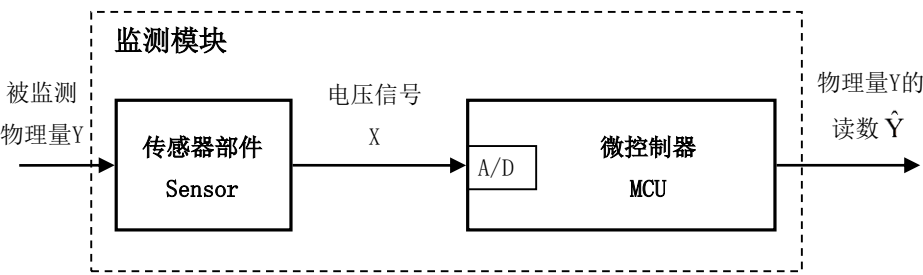 监测模块
被监测
物理量Y
传感器部件
Sensor
电压信号
X
A/D
微控制器
MCU
物理量Y的
读数 Ŷ